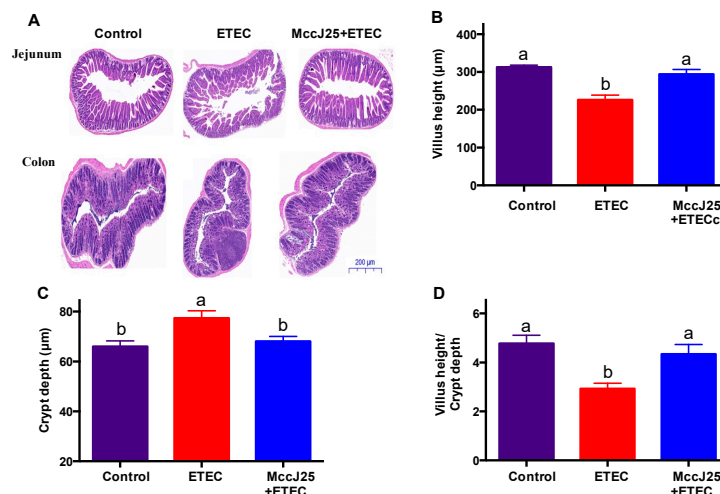 A
Control
ETEC
MccJ25+ETEC
Jejunum
Colon
200 µm
B
Villus height (µm)
400
300
200
100
0
a
b
a
Control
ETEC
MccJ25
+ETECc
C
Crypt depth (µm)
80
60
40
20
b
a
b
Control
ETEC
MccJ25
+ETEC
D
Villus height/
Crypt depth
6
4
2
0
a
b
a
Control
ETEC
MccJ25
+ETEC